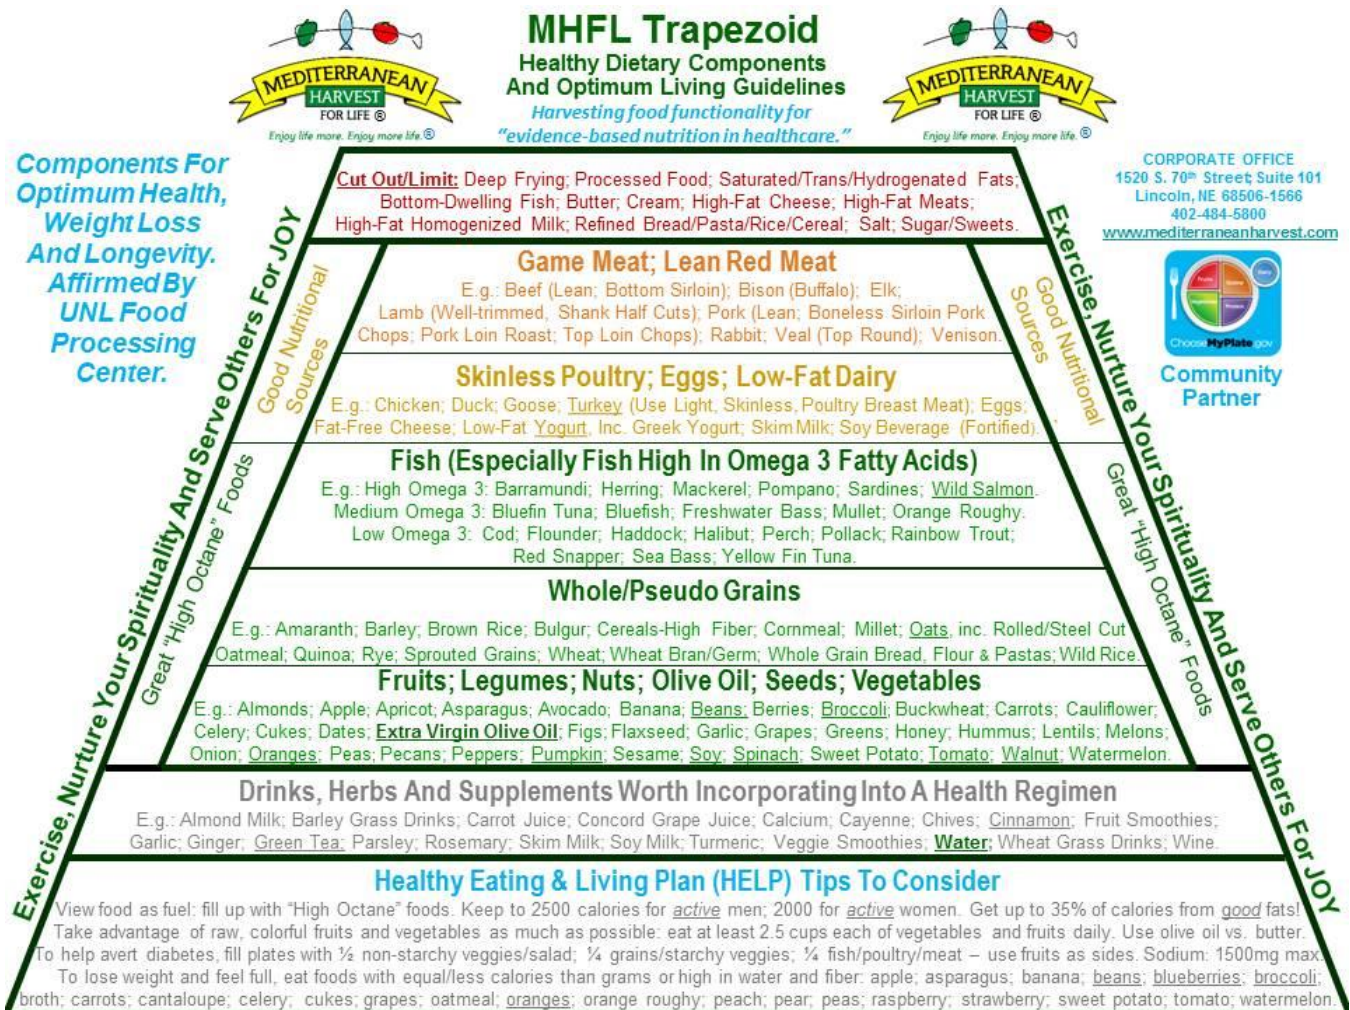 MHFL Trapezoid
Healthy Dietary Components
And Optimum Living Guidelines
Harvesting food functionality for
"evidence-based nutrition in healthcare."
MEDITERRANEAN
HARVEST
FOR LIFE ®
Enjoy life more. Enjoy more life. ®
MEDITERRANEAN
HARVEST
FOR LIFE ®
Enjoy life more. Enjoy more life. ®
Components For
Optimum Health,
Weight Loss
And Longevity.
Affirmed By
UNL Food
Processing
Center.
CORPORATE OFFICE
1520 S. 70th Street; Suite 101
Lincoln, NE 68506-1566
402-484-5800
www.mediterraneanharvest.com
ChooseMyPlate.gov
Community
Partner
Exercise, Nurture Your Spirituality And Serve Others For JOY
Exercise, Nurture Your Spirituality And Serve Others For JOY
Cut Out/Limit: Deep Frying; Processed Food; Saturated/Trans/Hydrogenated Fats;
Bottom-Dwelling Fish; Butter; Cream; High-Fat Cheese; High-Fat Meats;
High-Fat Homogenized Milk; Refined Bread/Pasta/Rice/Cereal; Salt; Sugar/Sweets.
Good Nutritional
Sources
Good Nutritional
Sources
Game Meat; Lean Red Meat
E.g.: Beef (Lean; Bottom Sirloin); Bison (Buffalo); Elk;
Lamb (Well-trimmed, Shank Half Cuts); Pork (Lean; Boneless Sirloin Pork
Chops; Pork Loin Roast; Top Loin Chops); Rabbit; Veal (Top Round); Venison.
Skinless Poultry; Eggs; Low-Fat Dairy
E.g.: Chicken; Duck; Goose; Turkey (Use Light, Skinless, Poultry Breast Meat); Eggs;
Fat-Free Cheese; Low-Fat Yogurt, Inc. Greek Yogurt; Skim Milk; Soy Beverage (Fortified).
Great "High Octane" Foods
Great "High Octane" Foods
Fish (Especially Fish High In Omega 3 Fatty Acids)
E.g.: High Omega 3: Barramundi; Herring; Mackerel; Pompano; Sardines; Wild Salmon.
Medium Omega 3: Bluefin Tuna; Bluefish; Freshwater Bass; Mullet; Orange Roughy.
Low Omega 3: Cod; Flounder; Haddock; Halibut; Perch; Pollack; Rainbow Trout;
Red Snapper; Sea Bass; Yellow Fin Tuna.
Whole/Pseudo Grains
E.g.: Amaranth; Barley; Brown Rice; Bulgur; Cereals-High Fiber; Cornmeal; Millet; Oats, inc. Rolled/Steel Cut
Oatmeal; Quinoa; Rye; Sprouted Grains; Wheat; Wheat Bran/Germ; Whole Grain Bread, Flour & Pastas; Wild Rice.
Fruits; Legumes; Nuts; Olive Oil; Seeds; Vegetables
E.g.: Almonds; Apple; Apricot; Asparagus; Avocado; Banana; Beans; Berries; Broccoli; Buckwheat; Carrots; Cauliflower;
Celery; Cukes; Dates; Extra Virgin Olive Oil; Figs; Flaxseed; Garlic; Grapes; Greens; Honey; Hummus; Lentils; Melons;
Onion; Oranges; Peas; Pecans; Peppers; Pumpkin; Sesame; Soy; Spinach; Sweet Potato; Tomato; Walnut; Watermelon.
Drinks, Herbs And Supplements Worth Incorporating Into A Health Regimen
E.g.: Almond Milk; Barley Grass Drinks; Carrot Juice; Concord Grape Juice; Calcium; Cayenne; Chives; Cinnamon; Fruit Smoothies;
Garlic; Ginger; Green Tea; Parsley; Rosemary; Skim Milk; Soy Milk; Turmeric; Veggie Smoothies; Water; Wheat Grass Drinks; Wine.
Healthy Eating & Living Plan (HELP) Tips To Consider
View food as fuel: fill up with "High Octane" foods. Keep to 2500 calories for active men; 2000 for active women. Get up to 35% of calories from good fats!
Take advantage of raw, colorful fruits and vegetables as much as possible: eat at least 2.5 cups each of vegetables and fruits daily. Use olive oil vs. butter.
To help avert diabetes, fill plates with ½ non-starchy veggies/salad; ¼ grains/starchy veggies; ¼ fish/poultry/meat – use fruits as sides. Sodium: 1500mg max.
To lose weight and feel full, eat foods with equal/less calories than grams or high in water and fiber: apple; asparagus; banana; beans; blueberries; broccoli;
broth; carrots; cantaloupe; celery; cukes; grapes; oatmeal; oranges; orange roughy; peach; pear; peas; raspberry; strawberry; sweet potato; tomato; watermelon.